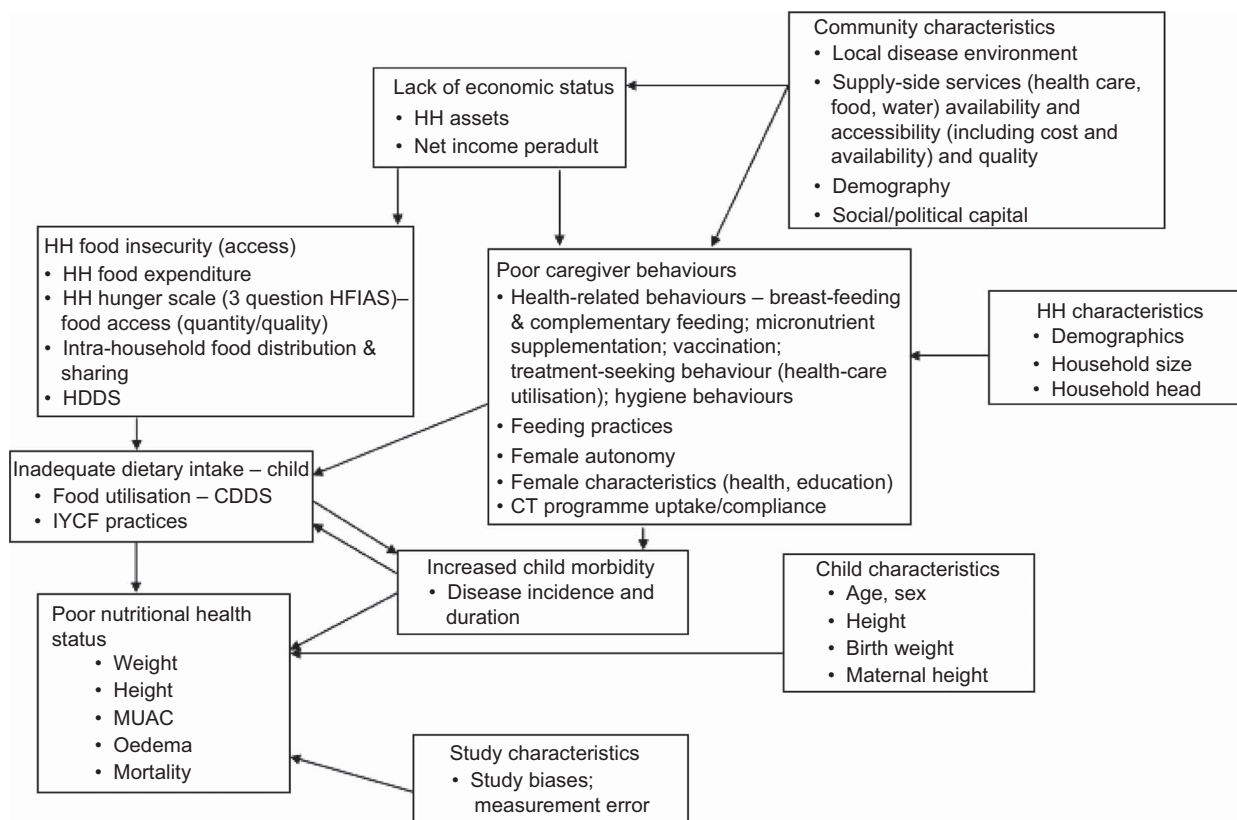 Community characteristics
• Local disease environment
• Supply-side services (health care,
food, water) availability and
accessibility (including cost and
availability) and quality
• Demography
• Social/political capital
Lack of economic status
• HH assets
• Net income peradult
HH food insecurity (access)
• HH food expenditure
• HH hunger scale (3 question HFIAS)–
food access (quantity/quality)
• Intra-household food distribution &
sharing
• HDDS
Poor caregiver behaviours
• Health-related behaviours – breast-feeding
& complementary feeding; micronutrient
supplementation; vaccination;
treatment-seeking behaviour (health-care
utilisation); hygiene behaviours
• Feeding practices
• Female autonomy
• Female characteristics (health, education)
• CT programme uptake/compliance
HH characteristics
• Demographics
• Household size
• Household head
Inadequate dietary intake – child
• Food utilisation – CDDS
• IYCF practices
Increased child morbidity
• Disease incidence and
duration
Child characteristics
• Age, sex
• Height
• Birth weight
• Maternal height
Poor nutritional health
status
• Weight
• Height
• MUAC
• Oedema
• Mortality
Study characteristics
• Study biases;
measurement error